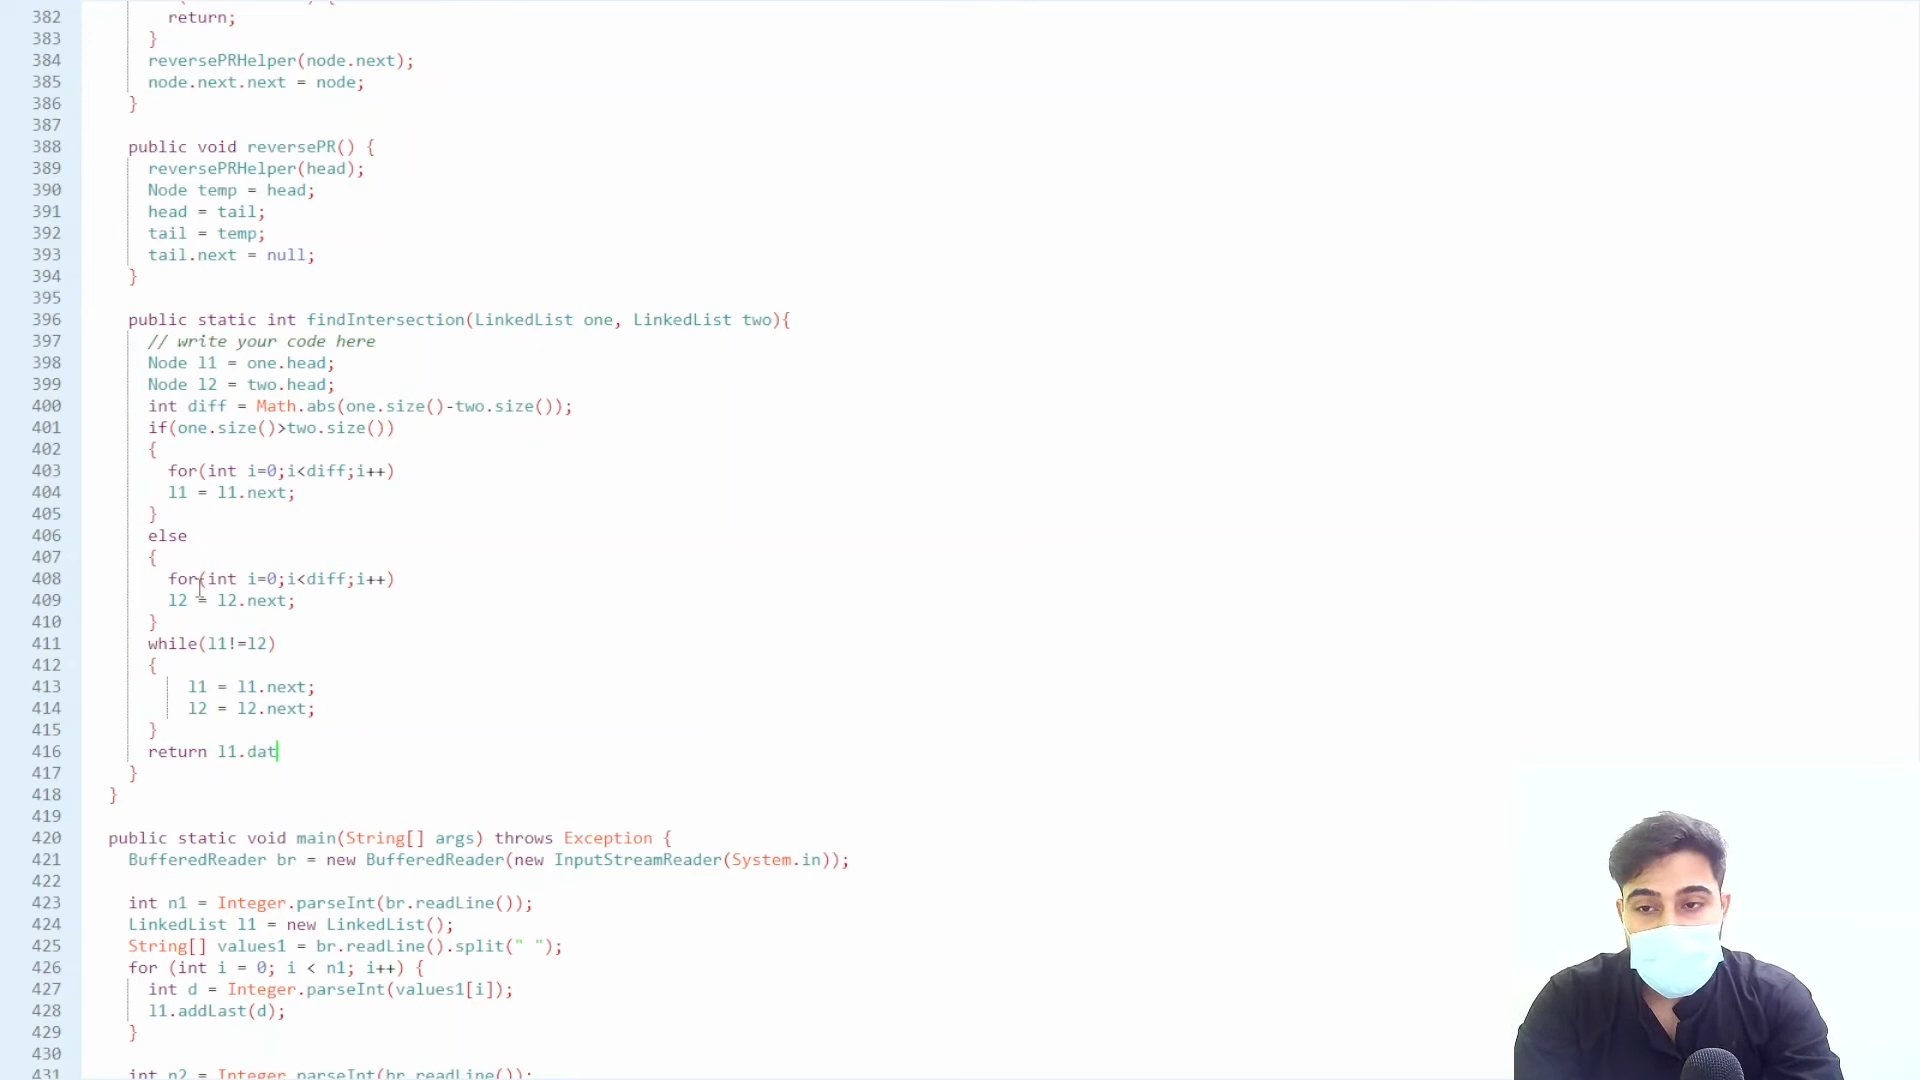 382 return;
383 }
384 reversePRHelper(node.next);
385 node.next.next = node;
386 }
387
388 public void reversePR() {
389 reversePRHelper(head);
390 Node temp = head;
391 head = tail;
392 tail = temp;
393 tail.next = null;
394 }
395
396 public static int findIntersection(LinkedList one, LinkedList two){
397 // write your code here
398 Node l1 = one.head;
399 Node l2 = two.head;
400 int diff = Math.abs(one.size()-two.size());
401 if(one.size()>two.size())
402 {
403 for(int i=0;i<diff;i++)
404 l1 = l1.next;
405 }
406 else
407 {
408 for(int i=0;i<diff;i++)
409 l2 = l2.next;
410 }
411 while(l1!=l2)
412 {
413 l1 = l1.next;
414 l2 = l2.next;
415 }
416 return l1.dat
417 }
418 }
419
420 public static void main(String[] args) throws Exception {
421 BufferedReader br = new BufferedReader(new InputStreamReader(System.in));
422
423 int n1 = Integer.parseInt(br.readLine());
424 LinkedList l1 = new LinkedList();
425 String[] values1 = br.readLine().split(" ");
426 for (int i = 0; i < n1; i++) {
427 int d = Integer.parseInt(values1[i]);
428 l1.addLast(d);
429 }
430
431 int n2 = Integer.parseInt(br.readLine());